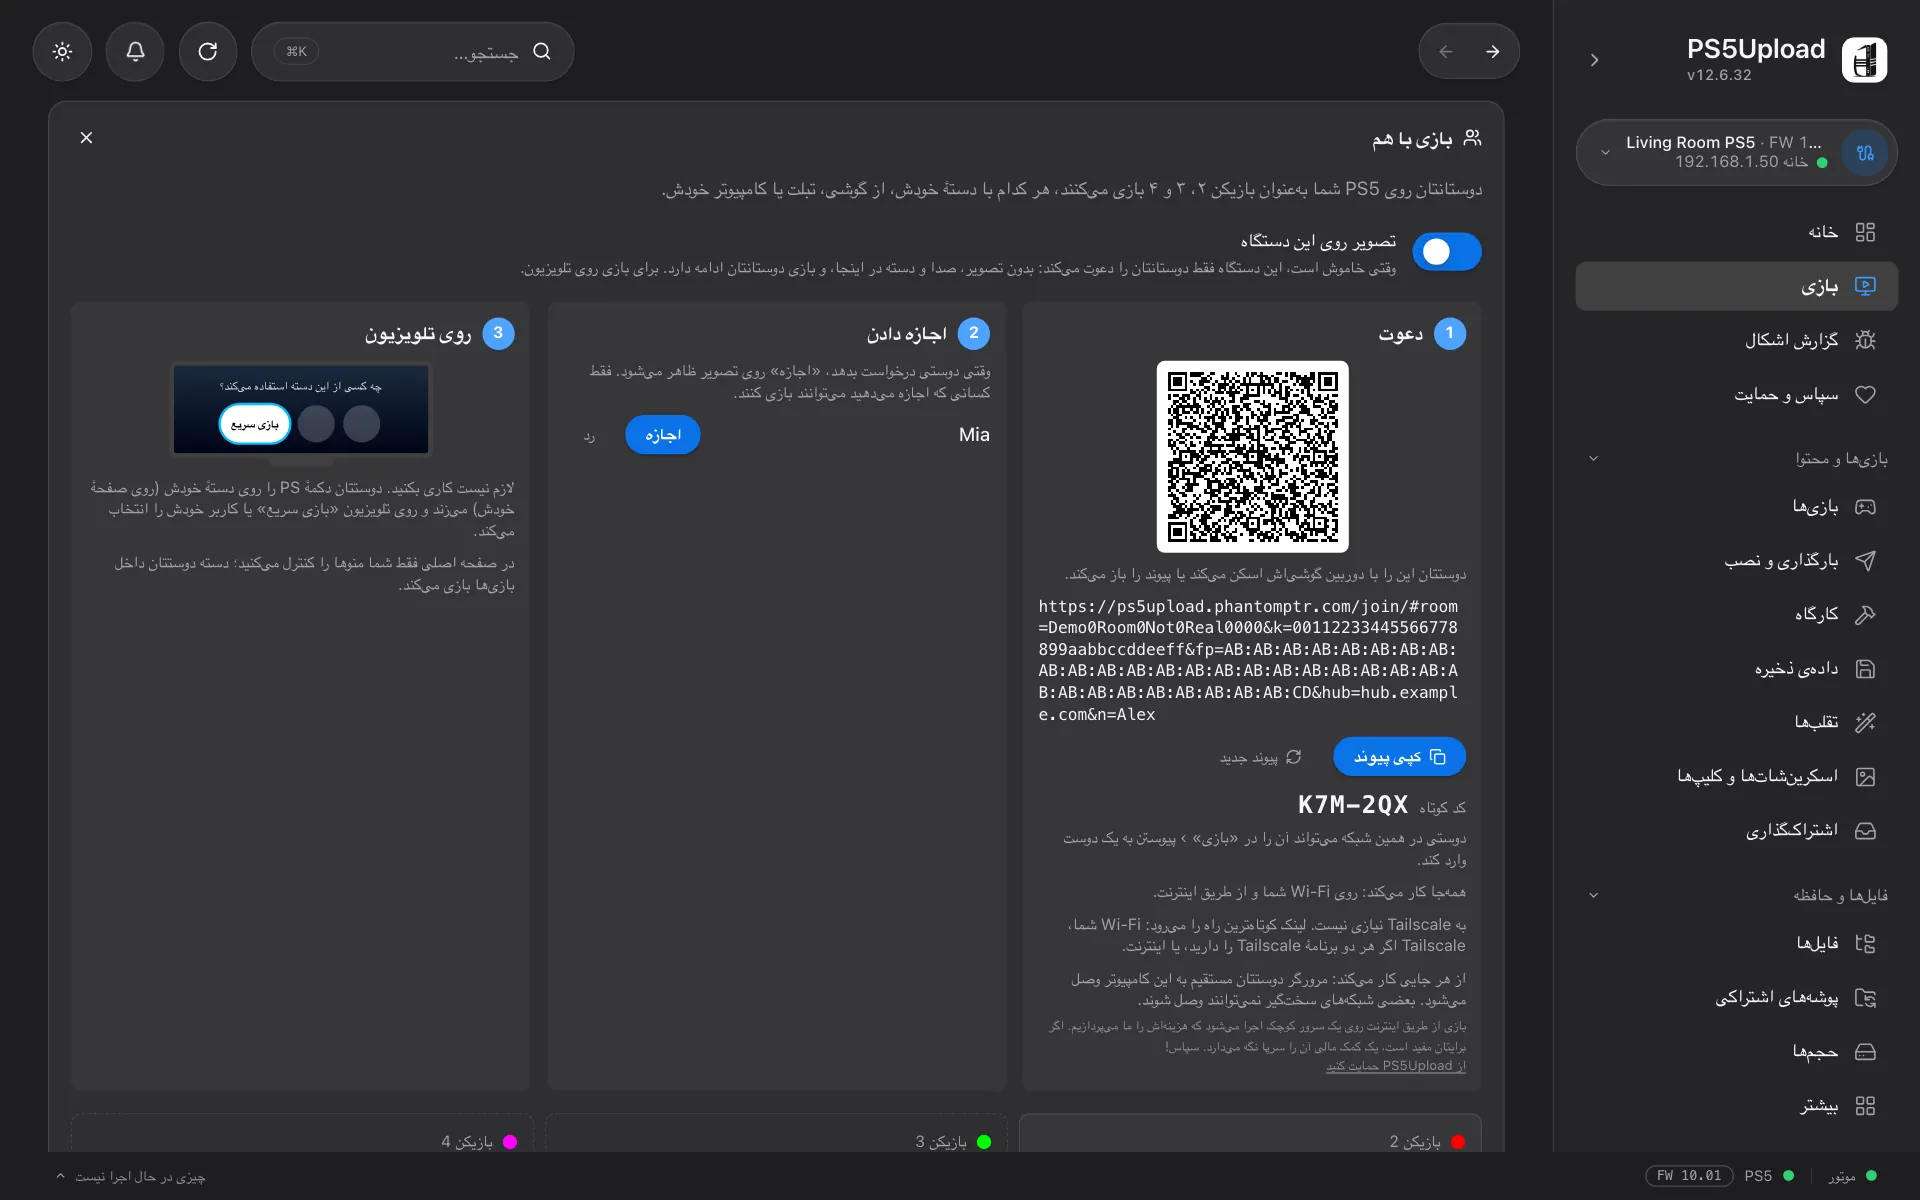 PS5Upload
v12.6.32
Living Room PS5 · FW 1...
خانه 192.168.1.50
خانه
بازی
گزارش اشکال
سپاس و حمایت
بازی‌ها و محتوا
بازی‌ها
بارگذاری و نصب
کارگاه
داده‌ی ذخیره
تقلب‌ها
اسکرین‌شات‌ها و کلیپ‌ها
اشتراک‌گذاری
فایل‌ها و حافظه
فایل‌ها
پوشه‌های اشتراکی
حجم‌ها
بیشتر
جستجو...
⌘K
بازی با هم
دوستانتان روی PS5 شما به‌عنوان بازیکن ۲، ۳ و ۴ بازی می‌کنند، هر کدام با دستهٔ خودش، از گوشی، تبلت یا کامپیوتر خودش.
تصویر روی این دستگاه
وقتی خاموش است، این دستگاه فقط دوستانتان را دعوت می‌کند: بدون تصویر، صدا و دسته در اینجا، و بازی دوستانتان ادامه دارد. برای بازی روی تلویزیون.
1 دعوت
دوستتان این را با دوربین گوشی‌اش اسکن می‌کند یا پیوند را باز می‌کند.
https://ps5upload.phantomptr.com/join/#room
=Demo0Room0Not0Real0000&k=00112233445566778
899aabbccddeeff&fp=AB:AB:AB:AB:AB:AB:AB:AB:
AB:AB:AB:AB:AB:AB:AB:AB:AB:AB:AB:AB:AB:AB:A
B:AB:AB:AB:AB:AB:AB:AB:AB:CD&hub=hub.exampl
e.com&n=Alex
کپی پیوند
پیوند جدید
کد کوتاه K7M-2QX
دوستی در همین شبکه می‌تواند آن را در «بازی» › پیوستن به یک دوست
وارد کند.
همه‌جا کار می‌کند: روی Wi-Fi شما و از طریق اینترنت.
به Tailscale نیازی نیست. لینک کوتاه‌ترین راه را می‌رود: Wi-Fi شما،
Tailscale اگر هر دو برنامهٔ Tailscale را دارید، یا اینترنت.
از هر جایی کار می‌کند: مرورگر دوستتان مستقیم به این کامپیوتر وصل
می‌شود. بعضی شبکه‌های سخت‌گیر نمی‌توانند وصل شوند.
بازی از طریق اینترنت روی یک سرور کوچک اجرا می‌شود که هزینه‌اش را ما می‌پردازیم. اگر
برایتان مفید است، یک کمک مالی آن را سرپا نگه می‌دارد. سپاس!
از PS5Upload حمایت کنید
2 اجازه دادن
وقتی دوستی درخواست بدهد، «اجازه» روی تصویر ظاهر می‌شود. فقط
کسانی که اجازه می‌دهید می‌توانند بازی کنند.
Mia
اجازه
رد
3 روی تلویزیون
چه کسی از این دسته استفاده می‌کند؟
بازی سریع
لازم نیست کاری بکنید. دوستتان دکمهٔ PS را روی دستهٔ خودش (روی صفحهٔ
خودش) می‌زند و روی تلویزیون «بازی سریع» یا کاربر خودش را انتخاب
می‌کند.
در صفحه اصلی فقط شما منوها را کنترل می‌کنید؛ دسته دوستتان داخل
بازی‌ها بازی می‌کند.
بازیکن 2
بازیکن 3
بازیکن 4
موتور
PS5
FW 10.01
چیزی در حال اجرا نیست